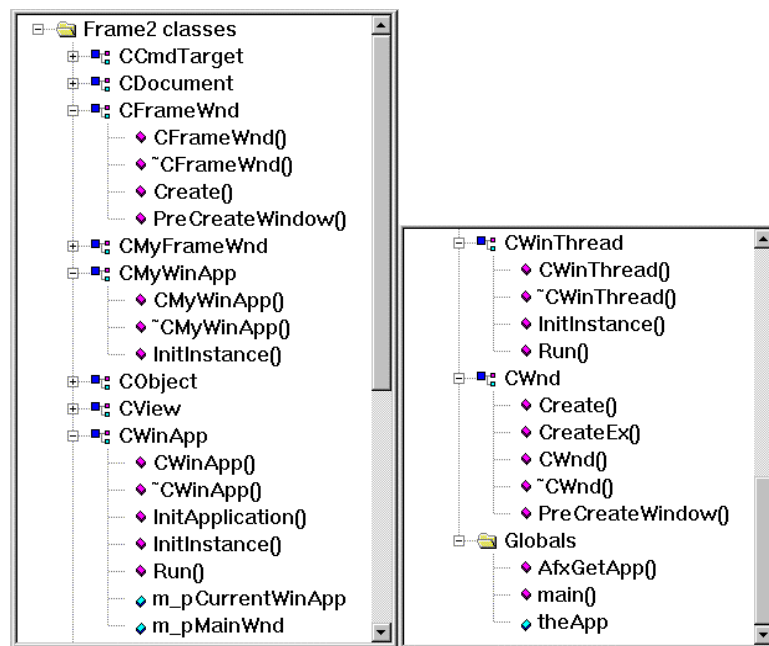 Frame2 classes
CCmdTarget
CDocument
CFrameWnd
CFrameWnd()
~CFrameWnd()
Create()
PreCreateWindow()
CMyFrameWnd
CMyWinApp
CMyWinApp()
~CMyWinApp()
InitInstance()
CObject
CView
CWinApp
CWinApp()
~CWinApp()
InitApplication()
InitInstance()
Run()
m_pCurrentWinApp
m_pMainWnd
CWinThread
CWinThread()
~CWinThread()
InitInstance()
Run()
CWnd
Create()
CreateEx()
CWnd()
~CWnd()
PreCreateWindow()
Globals
AfxGetApp()
main()
theApp